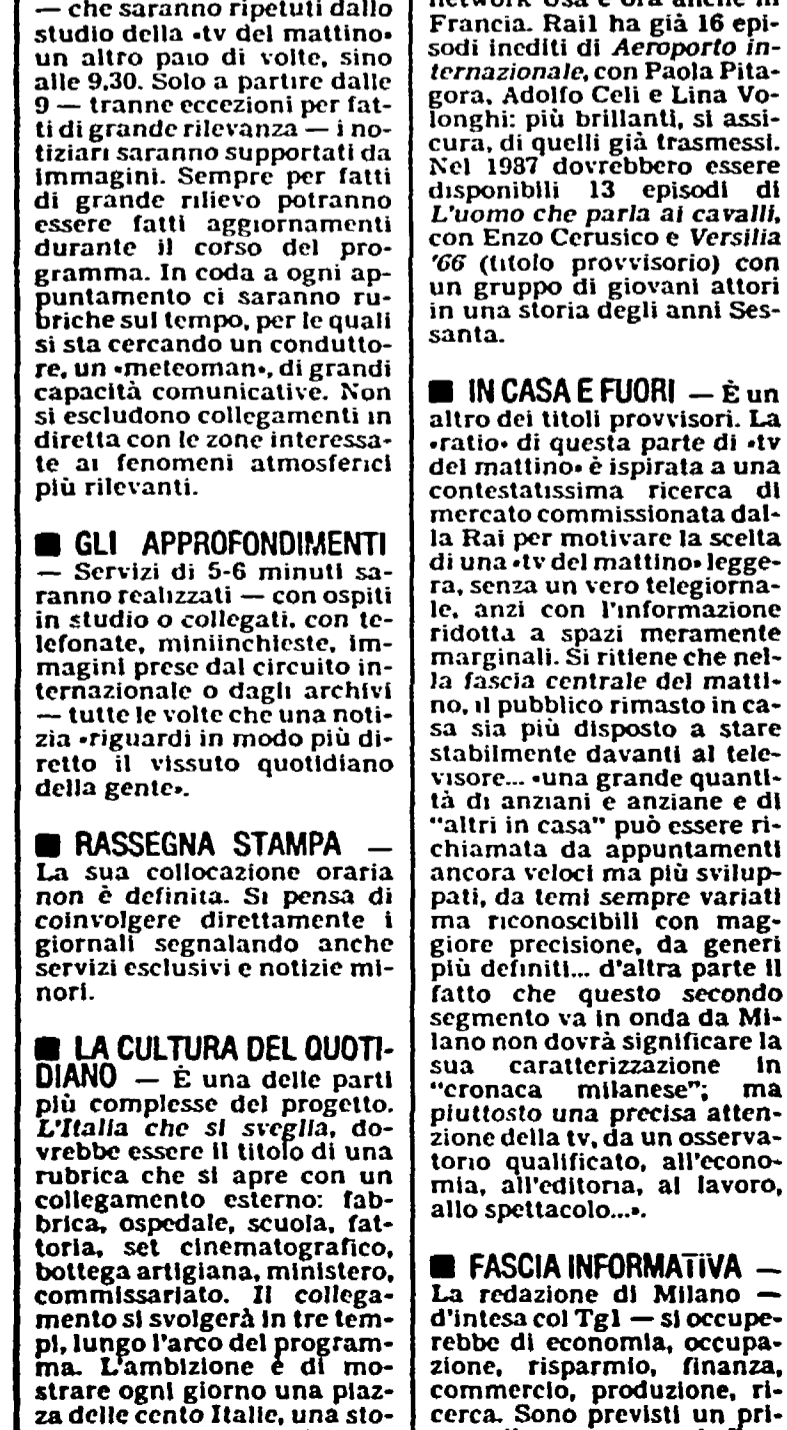 — che saranno ripetuti dallo
studio della «tv del mattino»
un altro paio di volte, sino
alle 9,30. Solo a partire dalle
9 — tranne eccezioni per fat-
ti di grande rilevanza — i no-
tiziari saranno supportati da
immagini. Sempre per fatti
di grande rilievo potranno
essere fatti aggiornamenti
durante il corso del pro-
gramma. In coda a ogni ap-
puntamento ci saranno ru-
briche sul tempo, per le quali
si sta cercando un condutto-
re, un «meteoman», di grandi
capacità comunicative. Non
si escludono collegamenti in
diretta con le zone interessa-
te ai fenomeni atmosferici
più rilevanti.
■ GLI APPROFONDIMENTI
— Servizi di 5-6 minuti sa-
ranno realizzati — con ospiti
in studio o collegati, con te-
lefonate, miniinchieste, im-
magini prese dal circuito in-
ternazionale o dagli archivi
— tutte le volte che una noti-
zia «riguardi in modo più di-
retto il vissuto quotidiano
della gente».
■ RASSEGNA STAMPA —
La sua collocazione oraria
non è definita. Si pensa di
coinvolgere direttamente i
giornali segnalando anche
servizi esclusivi e notizie mi-
nori.
■ LA CULTURA DEL QUOTI-
DIANO — È una delle parti
più complesse del progetto.
L'Italia che si sveglia, do-
vrebbe essere il titolo di una
rubrica che si apre con un
collegamento esterno: fab-
brica, ospedale, scuola, fat-
toria, set cinematografico,
bottega artigiana, ministero,
commissariato. Il collega-
mento si svolgerà in tre tem-
pi, lungo l'arco del program-
ma. L'ambizione è di mo-
strare ogni giorno una piaz-
za delle cento Italie, una sto-
network Usa e ora anche in
Francia. Rail ha già 16 epi-
sodi inediti di Aeroporto in-
ternazionale, con Paola Pita-
gora, Adolfo Celi e Lina Vo-
longhi: più brillanti, si assi-
cura, di quelli già trasmessi.
Nel 1987 dovrebbero essere
disponibili 13 episodi di
L'uomo che parla ai cavalli,
con Enzo Cerusico e Versilia
'66 (titolo provvisorio) con
un gruppo di giovani attori
in una storia degli anni Ses-
santa.
■ IN CASA E FUORI — È un
altro dei titoli provvisori. La
«ratio» di questa parte di «tv
del mattino» è ispirata a una
contestatissima ricerca di
mercato commissionata dal-
la Rai per motivare la scelta
di una «tv del mattino» legge-
ra, senza un vero telegiorna-
le, anzi con l'informazione
ridotta a spazi meramente
marginali. Si ritiene che nel-
la fascia centrale del matti-
no, il pubblico rimasto in ca-
sa sia più disposto a stare
stabilmente davanti al tele-
visore... «una grande quanti-
tà di anziani e anziane e di
"altri in casa" può essere ri-
chiamata da appuntamenti
ancora veloci ma più svilup-
pati, da temi sempre variati
ma riconoscibili con mag-
giore precisione, da generi
più definiti... d'altra parte il
fatto che questo secondo
segmento va in onda da Mi-
lano non dovrà significare la
sua caratterizzazione in
"cronaca milanese"; ma
piuttosto una precisa atten-
zione della tv, da un osserva-
torio qualificato, all'econo-
mia, all'editoria, al lavoro,
allo spettacolo...».
■ FASCIA INFORMATIVA —
La redazione di Milano —
d'intesa col Tg1 — si occupe-
rebbe di economia, occupa-
zione, risparmio, finanza,
commercio, produzione, ri-
cerca. Sono previsti un pri-